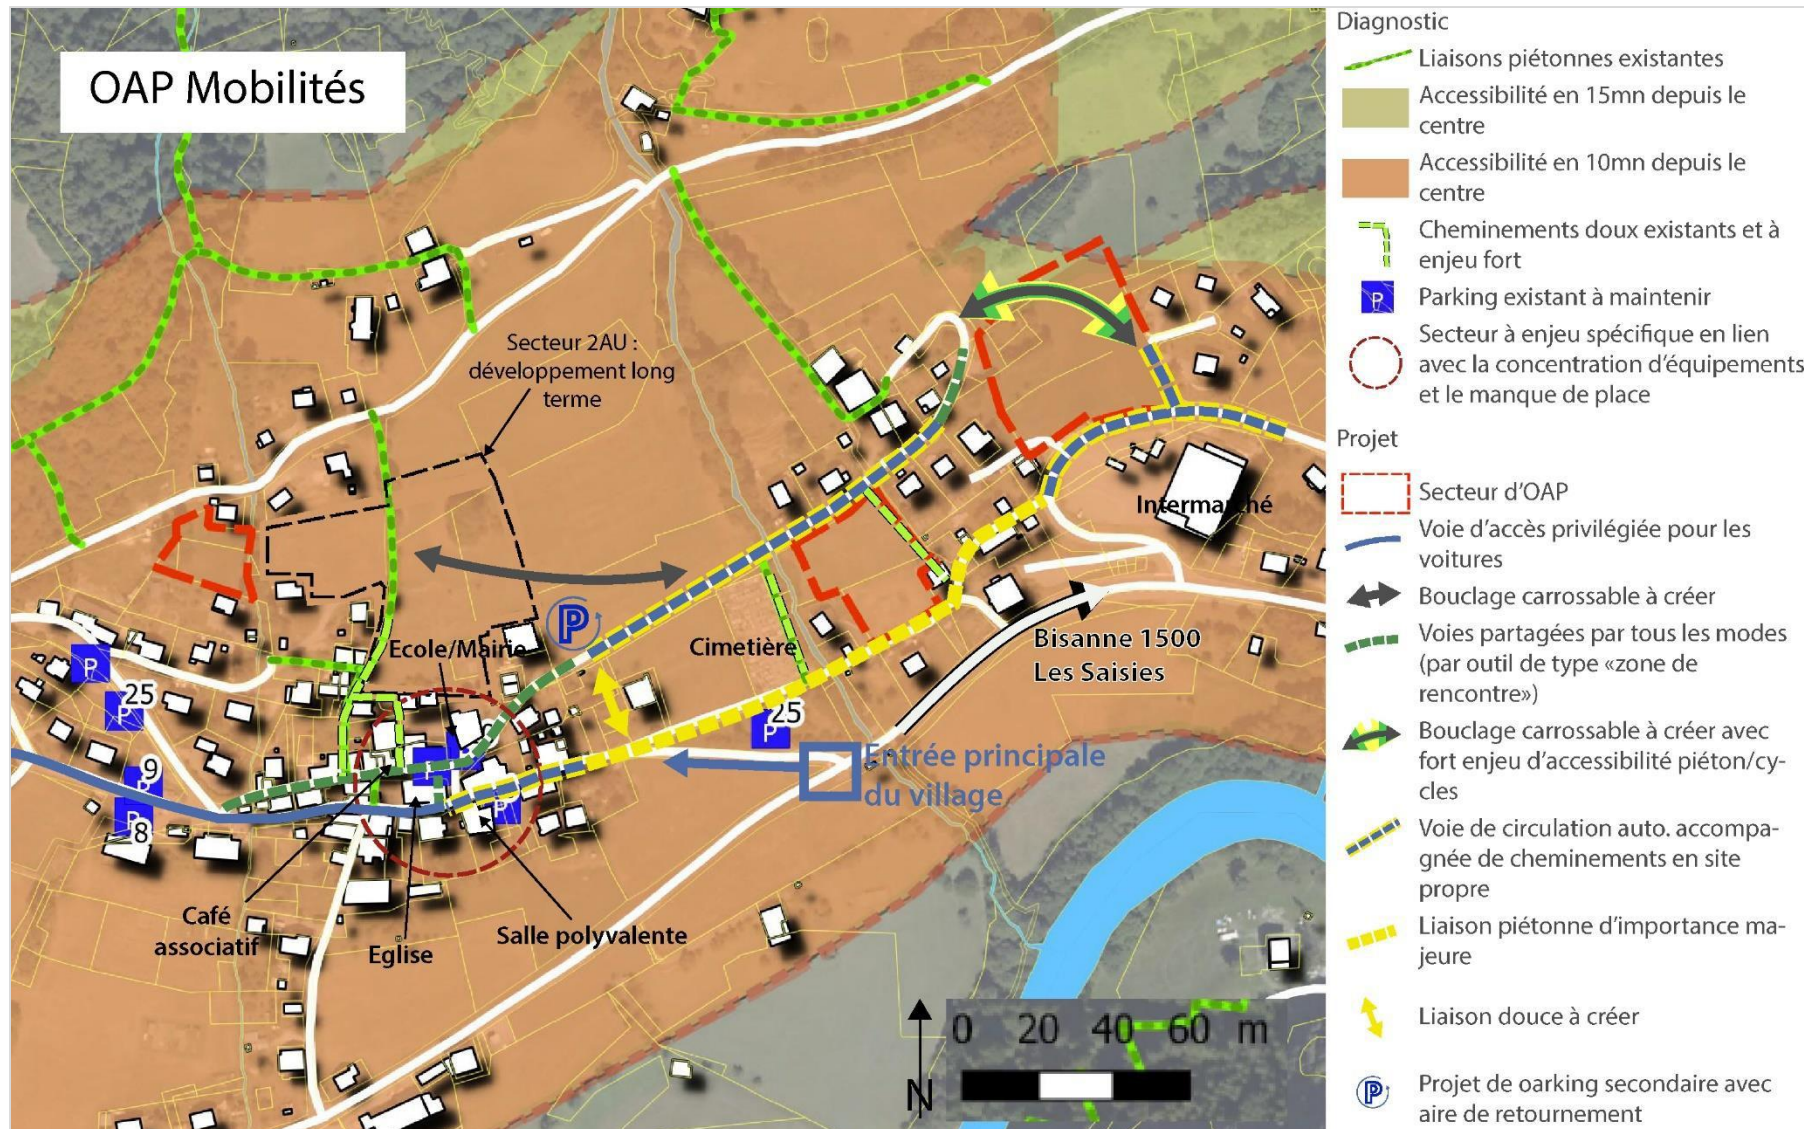 OAP Mobilités
Secteur 2AU :
développement long
terme
Intermarché
Ecole/Mairie
Cimetière
Bisanne 1500
Les Saisies
P
P
25
P
25
P
9
P
8
P
P
P
P
P
Entrée principale
du village
Café
associatif
Eglise
Salle polyvalente
N
0 20 40 60 m
Diagnostic
Liaisons piétonnes existantes
Accessibilité en 15mn depuis le
centre
Accessibilité en 10mn depuis le
centre
Cheminements doux existants et à
enjeu fort
P
Parking existant à maintenir
Secteur à enjeu spécifique en lien
avec la concentration d'équipements
et le manque de place
Projet
Secteur d'OAP
Voie d'accès privilégiée pour les
voitures
Bouclage carrossable à créer
Voies partagées par tous les modes
(par outil de type «zone de
rencontre»)
Bouclage carrossable à créer avec
fort enjeu d'accessibilité piéton/cy-
cles
Voie de circulation auto. accompa-
gnée de cheminements en site
propre
Liaison piétonne d'importance ma-
jeure
Liaison douce à créer
P
Projet de oarking secondaire avec
aire de retournement